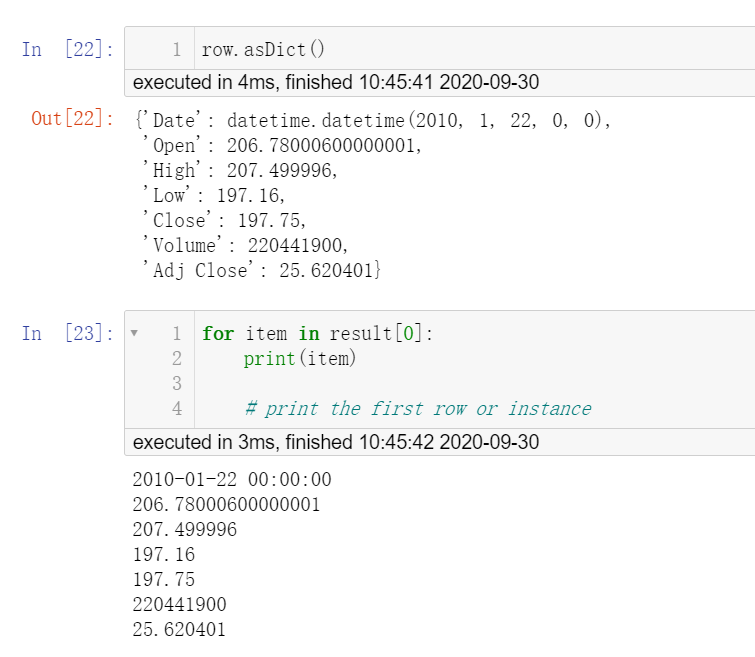 In [22]: 1 row.asDict()
executed in 4ms, finished 10:45:41 2020-09-30
Out[22]: {'Date': datetime.datetime(2010, 1, 22, 0, 0),
'Open': 206.78000600000001,
'High': 207.499996,
'Low': 197.16,
'Close': 197.75,
'Volume': 220441900,
'Adj Close': 25.620401}
In [23]: 1 for item in result[0]:
2 print(item)
3
4 # print the first row or instance
executed in 3ms, finished 10:45:42 2020-09-30
2010-01-22 00:00:00
206.78000600000001
207.499996
197.16
197.75
220441900
25.620401